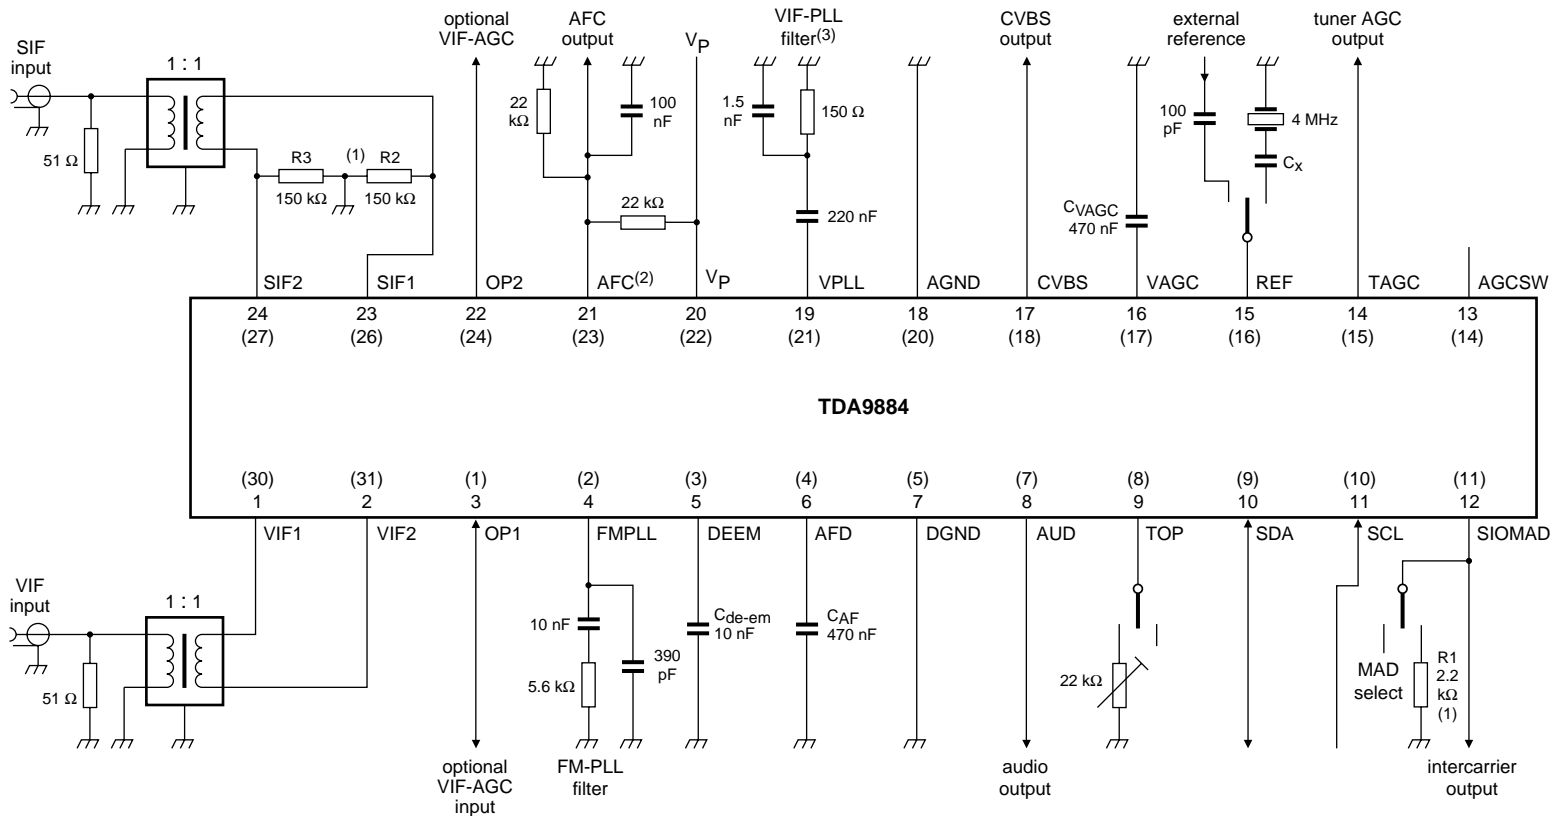 SIF
input
1 : 1
51 Ω
R3
150 kΩ
(1)
R2
150 kΩ
optional
VIF-AGC
AFC
output
22
kΩ
100
nF
22 kΩ
VP
VIF-PLL
filter(3)
1.5
nF
150 Ω
220 nF
CVBS
output
CVAGC
470 nF
external
reference
100
pF
4 MHz
Cx
tuner AGC
output
SIF2
SIF1
OP2
AFC(2)
VP
VPLL
AGND
CVBS
VAGC
REF
TAGC
AGCSW
24
23
22
21
20
19
18
17
16
15
14
13
(27)
(26)
(24)
(23)
(22)
(21)
(20)
(18)
(17)
(16)
(15)
(14)
TDA9884
(30)
(31)
(1)
(2)
(3)
(4)
(5)
(7)
(8)
(9)
(10)
(11)
1
2
3
4
5
6
7
8
9
10
11
12
VIF1
VIF2
OP1
FMPLL
DEEM
AFD
DGND
AUD
TOP
SDA
SCL
SIOMAD
VIF
input
1 : 1
51 Ω
optional
VIF-AGC
input
10 nF
5.6 kΩ
390
pF
FM-PLL
filter
Cde-em
10 nF
CAF
470 nF
audio
output
22 kΩ
MAD
select
R1
2.2
kΩ
(1)
intercarrier
output